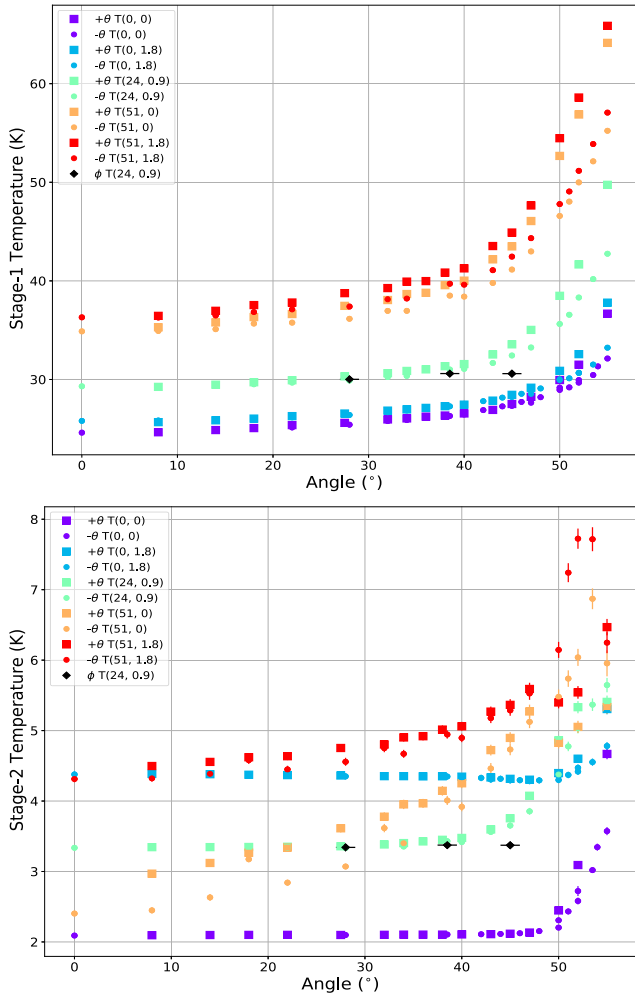 +θ T(0, 0)
-θ T(0, 0)
+θ T(0, 1.8)
-θ T(0, 1.8)
+θ T(24, 0.9)
-θ T(24, 0.9)
+θ T(51, 0)
-θ T(51, 0)
+θ T(51, 1.8)
-θ T(51, 1.8)
ϕ T(24, 0.9)
60
50
40
30
Stage-1 Temperature (K)
0 10 20 30 40 50
Angle (°)
+θ T(0, 0)
–θ T(0, 0)
+θ T(0, 1.8)
–θ T(0, 1.8)
+θ T(24, 0.9)
–θ T(24, 0.9)
+θ T(51, 0)
–θ T(51, 0)
+θ T(51, 1.8)
–θ T(51, 1.8)
ϕ T(24, 0.9)
8
7
6
5
4
3
2
Stage-2 Temperature (K)
0 10 20 30 40 50
Angle (°)